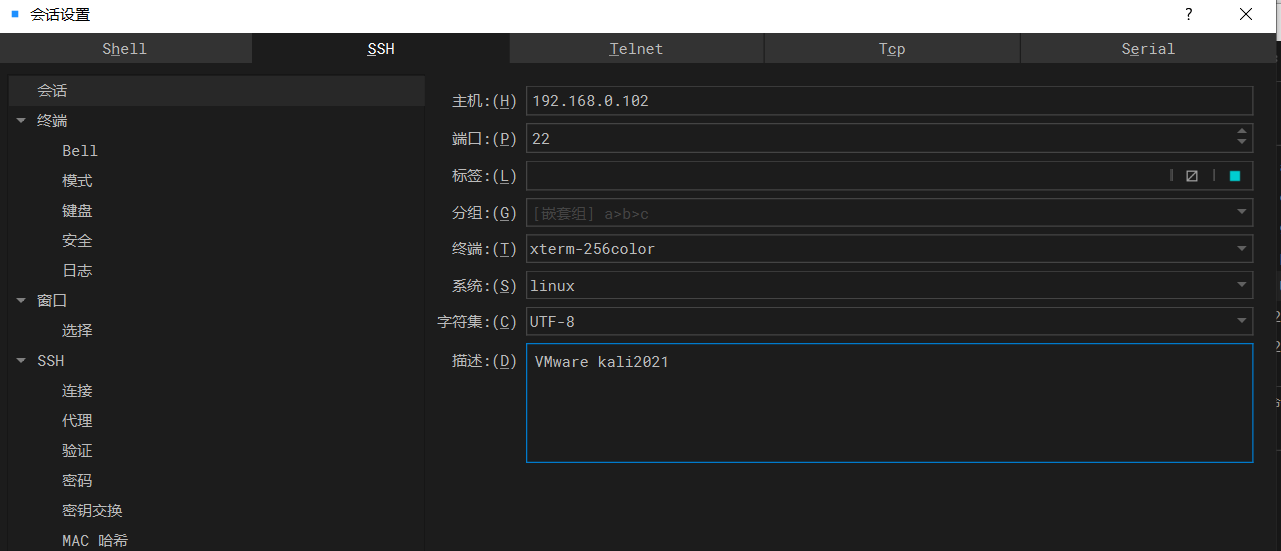 会话设置
?
Shell SSH Telnet Tcp Serial
会话
终端
Bell
模式
键盘
安全
日志
窗口
选择
SSH
连接
代理
验证
密码
密钥交换
MAC 哈希
主机:(H) 192.168.0.102
端口:(P) 22
标签:(L)
分组:(G) [嵌套组] a>b>c
终端:(T) xterm-256color
系统:(S) linux
字符集:(C) UTF-8
描述:(D) VMware kali2021